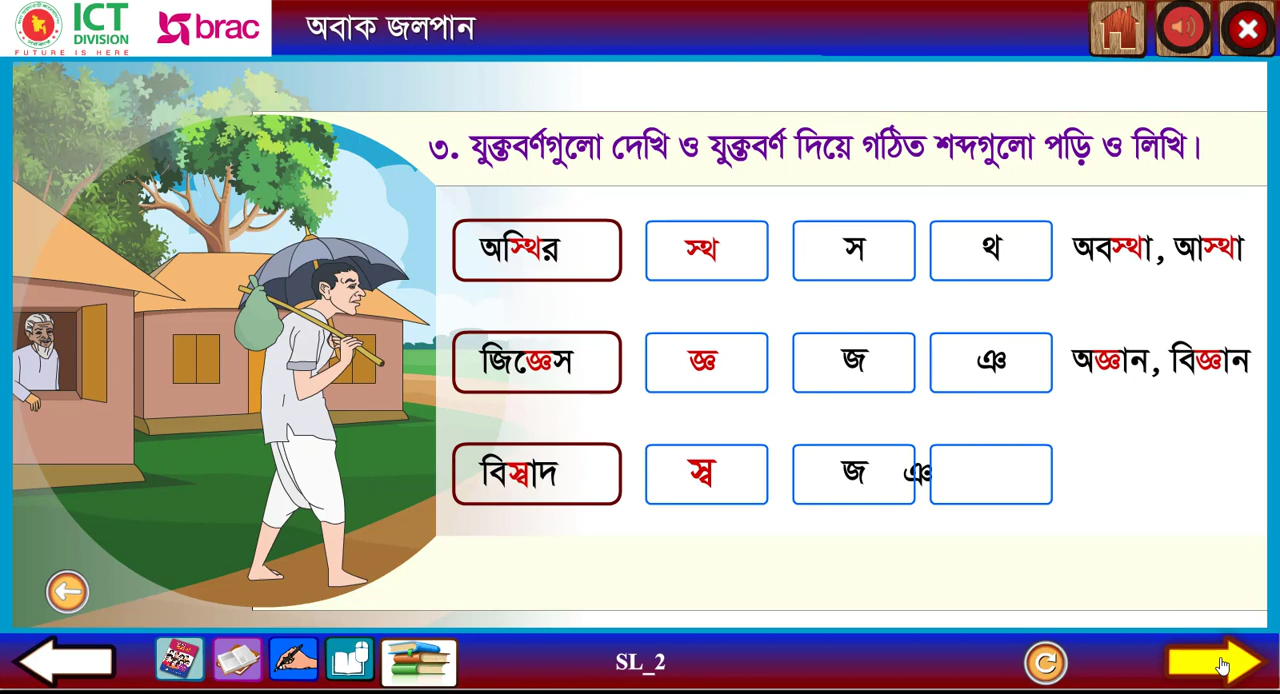 ICT DIVISION
FUTURE IS HERE
brac
অবাক জলপান
৩. যুক্তবর্ণগুলো দেখি ও যুক্তবর্ণ দিয়ে গঠিত শব্দগুলো পড়ি ও লিখি।
অস্থির স্থ স থ অবস্থা, আস্থা
জিজ্ঞেস জ্ঞ জ ঞ অজ্ঞান, বিজ্ঞান
বিস্বাদ স্ব জ ঞ
SL_2